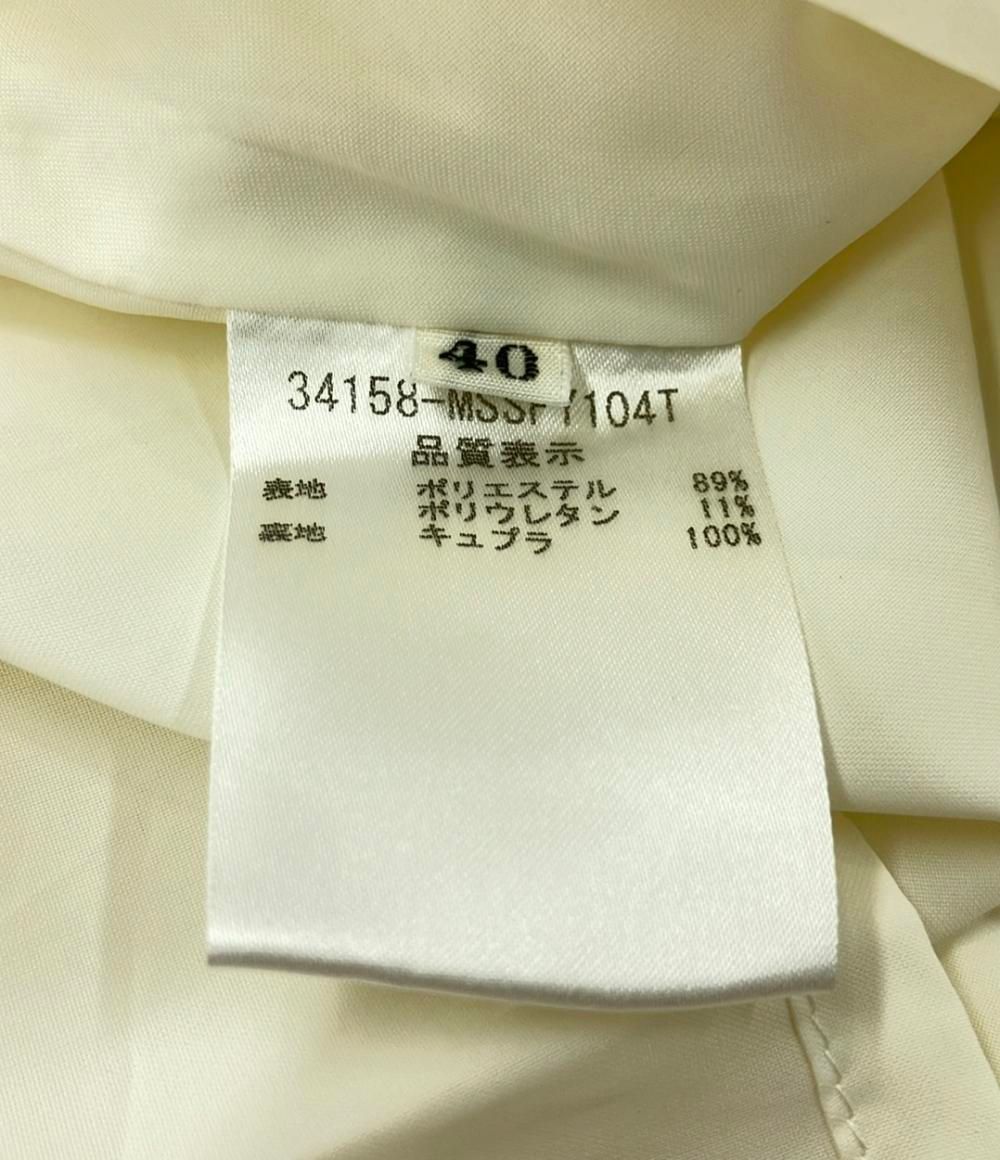 40
34158-MSSPY104T
品質表示
表地 ポリエステル 89%
ポリウレタン 11%
裏地 キュプラ 100%